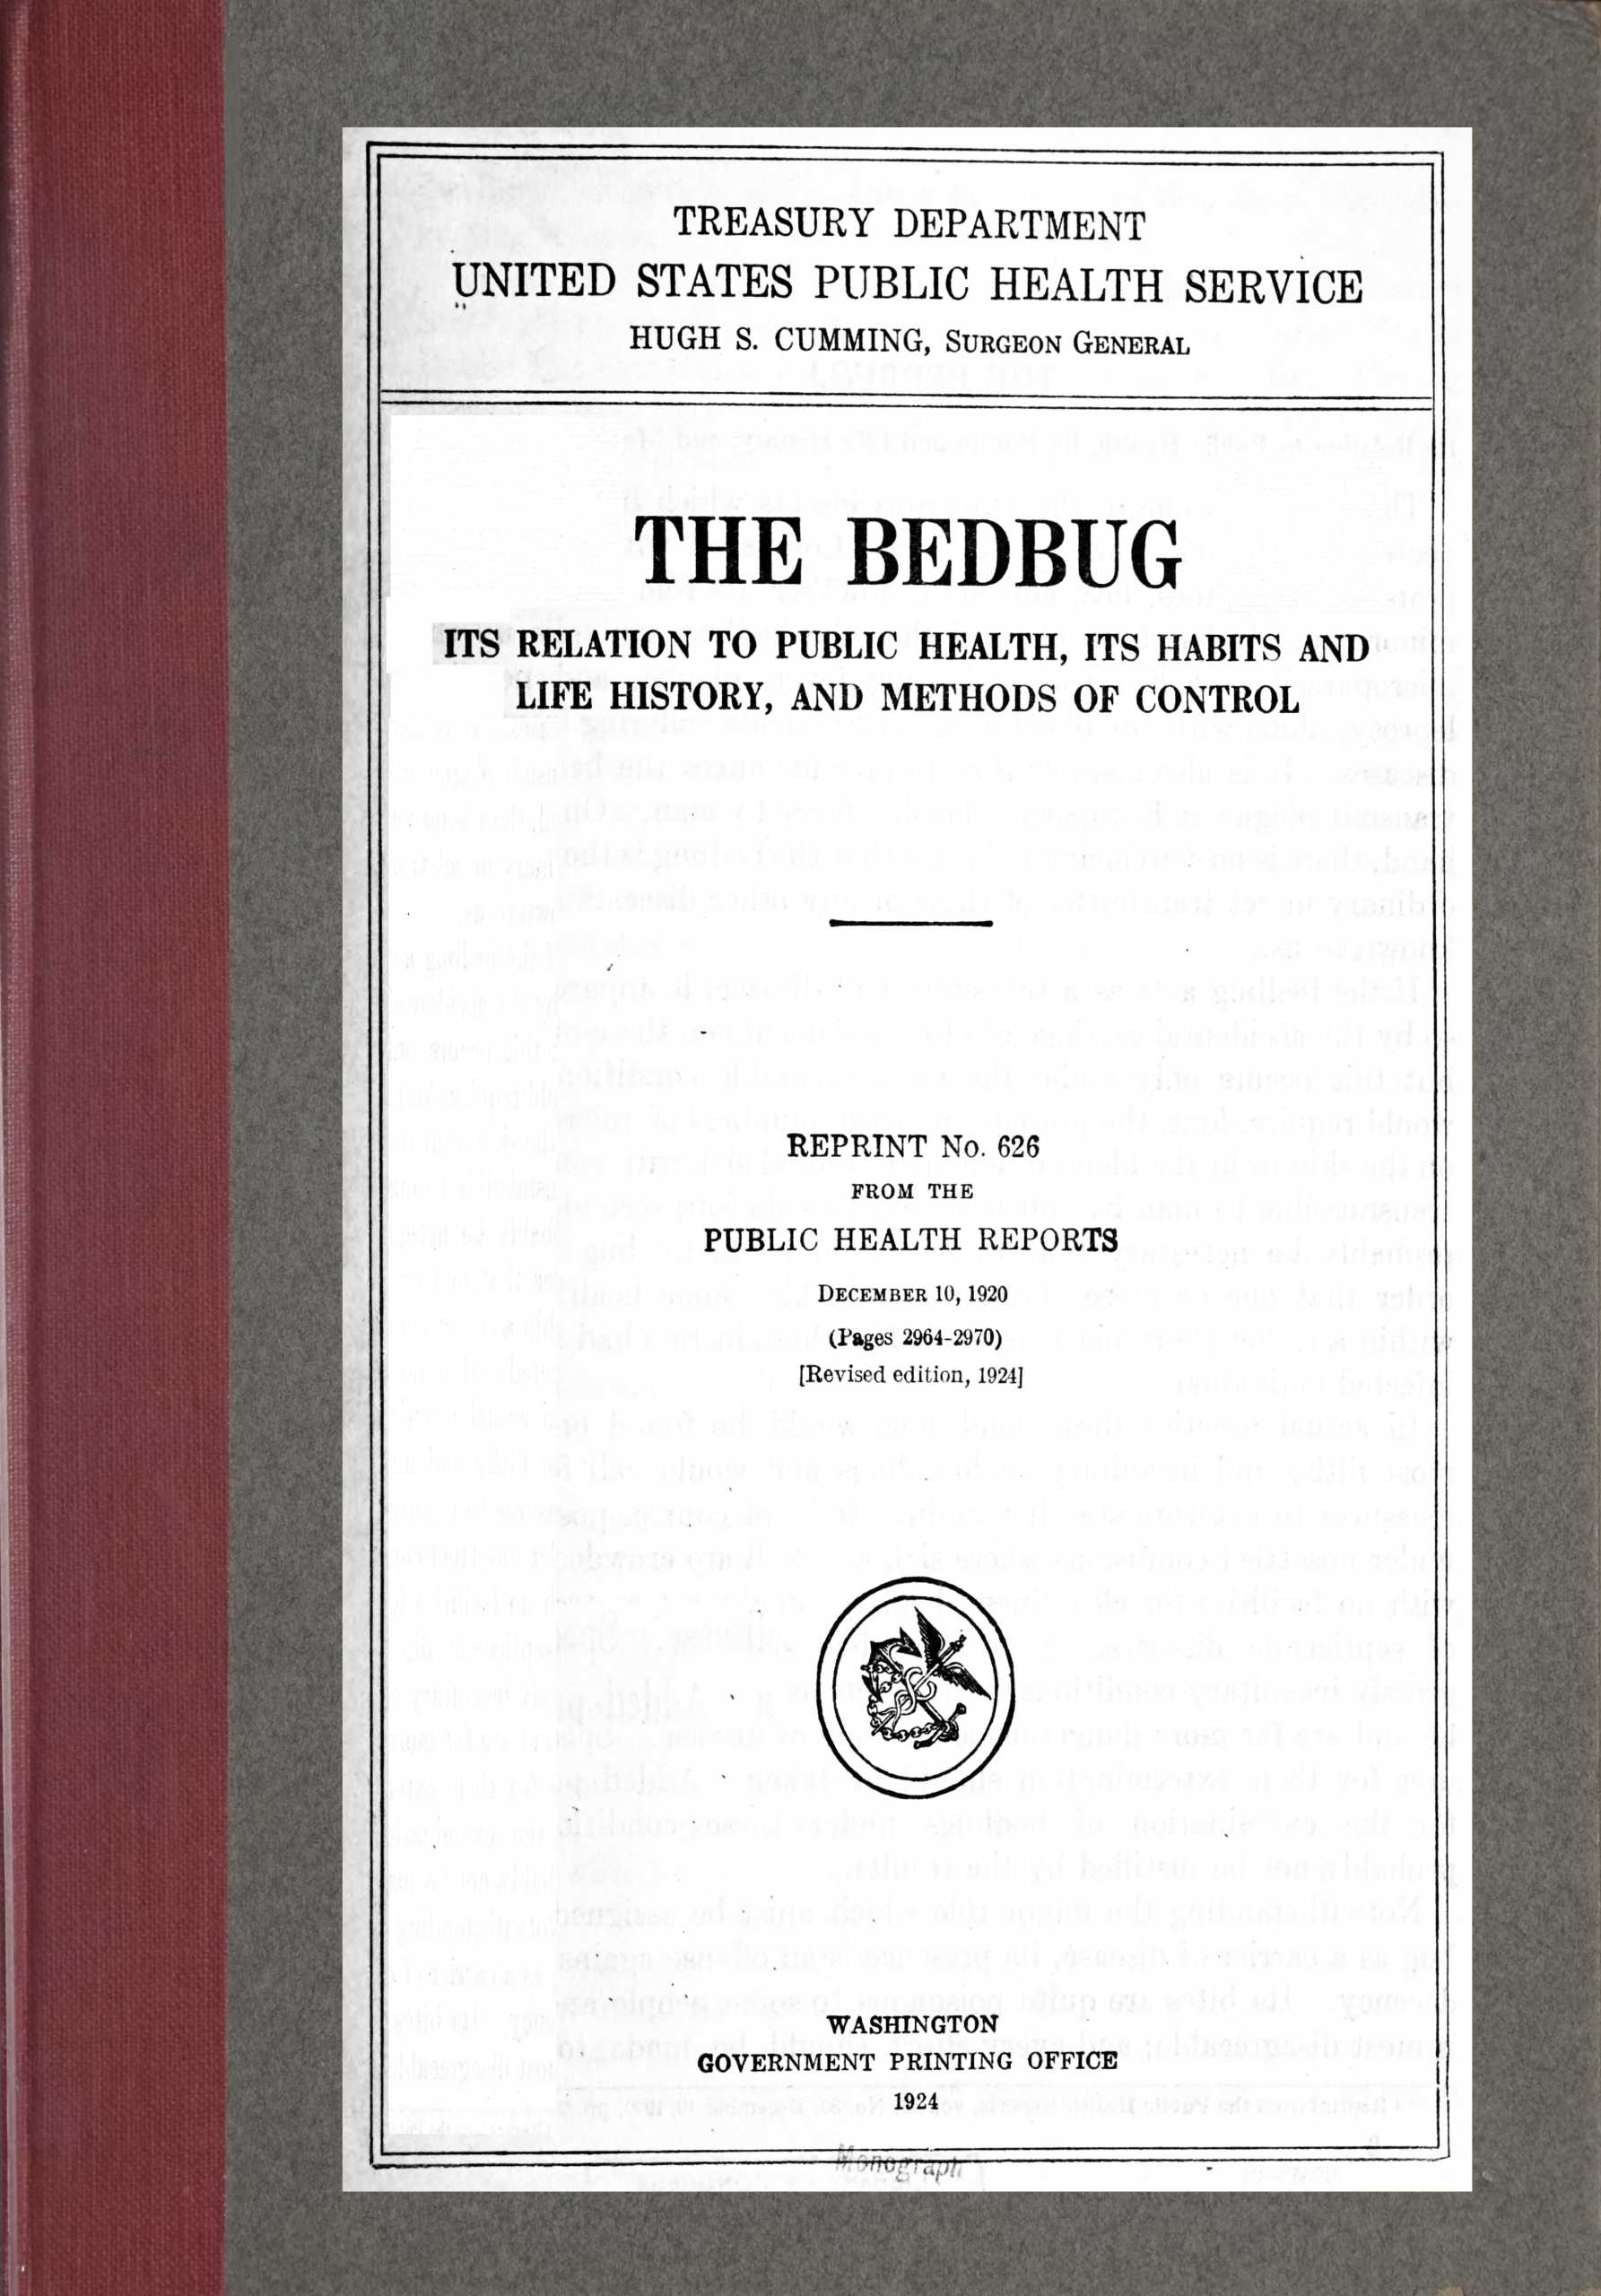 TREASURY DEPARTMENT
UNITED STATES PUBLIC HEALTH SERVICE
HUGH S. CUMMING, SURGEON GENERAL
THE BEDBUG
ITS RELATION TO PUBLIC HEALTH, ITS HABITS AND
LIFE HISTORY, AND METHODS OF CONTROL
REPRINT No. 626
FROM THE
PUBLIC HEALTH REPORTS
DECEMBER 10, 1920
(Pages 2964-2970)
[Revised edition, 1924]
WASHINGTON
GOVERNMENT PRINTING OFFICE
1924
Monograph